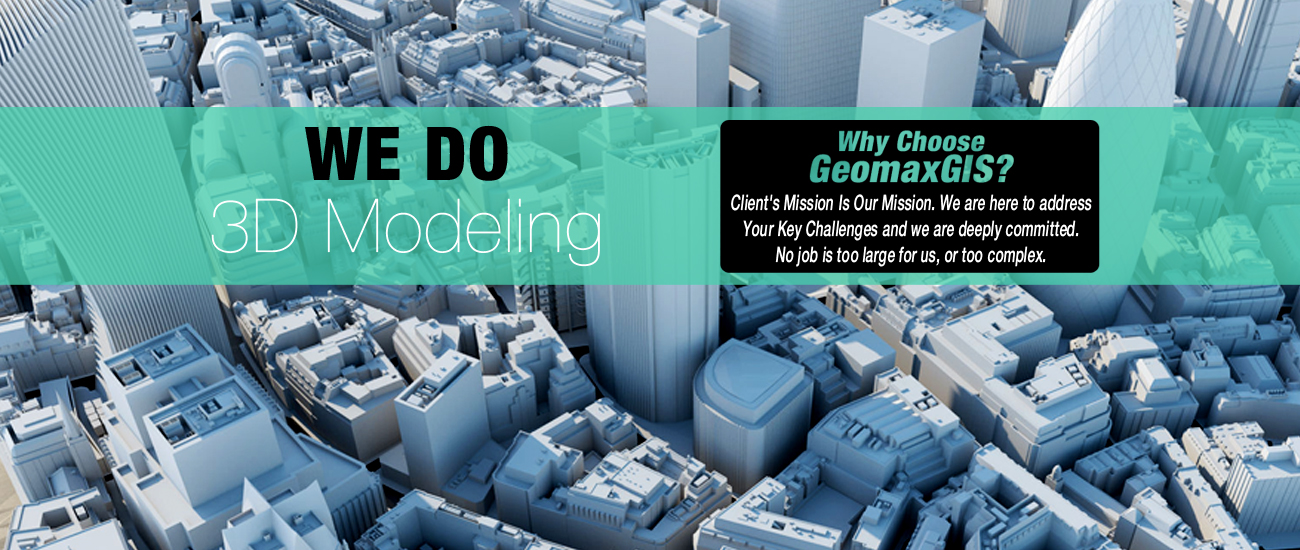 WE DO
3D Modeling
Why Choose
GeomaxGIS?
Client's Mission Is Our Mission. We are here to address
Your Key Challenges and we are deeply committed.
No job is too large for us, or too complex.